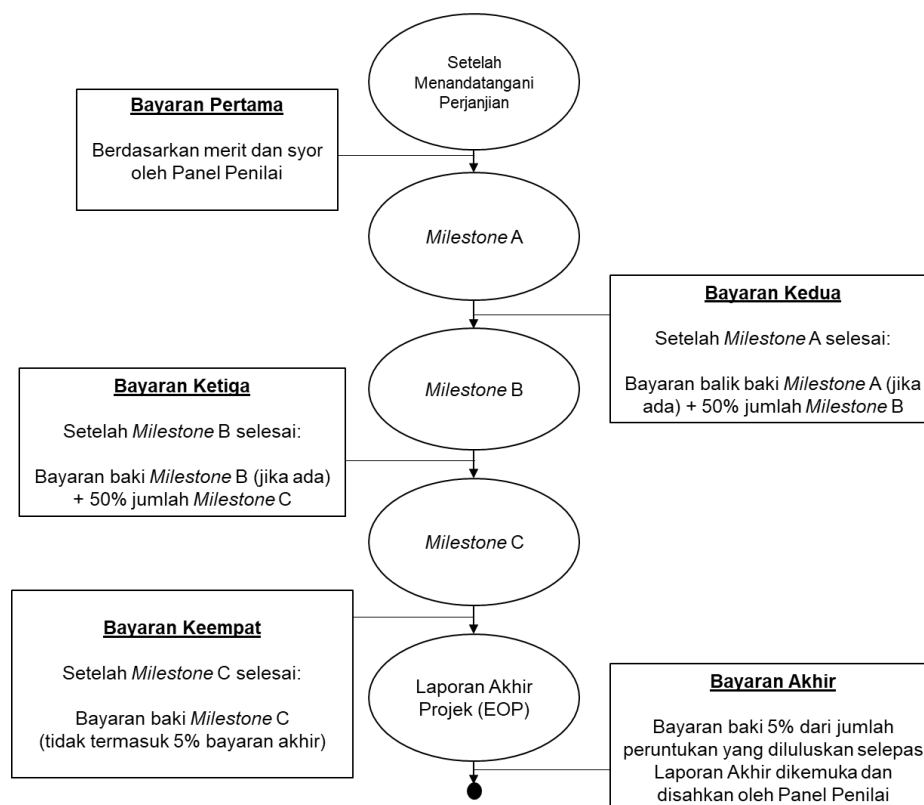 Setelah
Menandatangani
Perjanjian
Bayaran Pertama
Berdasarkan merit dan syor
oleh Panel Penilai
Milestone A
Bayaran Kedua
Setelah Milestone A selesai:
Bayaran balik baki Milestone A (jika
ada) + 50% jumlah Milestone B
Milestone B
Bayaran Ketiga
Setelah Milestone B selesai:
Bayaran baki Milestone B (jika ada)
+ 50% jumlah Milestone C
Milestone C
Bayaran Keempat
Setelah Milestone C selesai:
Bayaran baki Milestone C
(tidak termasuk 5% bayaran akhir)
Laporan Akhir
Projek (EOP)
Bayaran Akhir
Bayaran baki 5% dari jumlah
peruntukan yang diluluskan selepas
Laporan Akhir dikemuka dan
disahkan oleh Panel Penilai